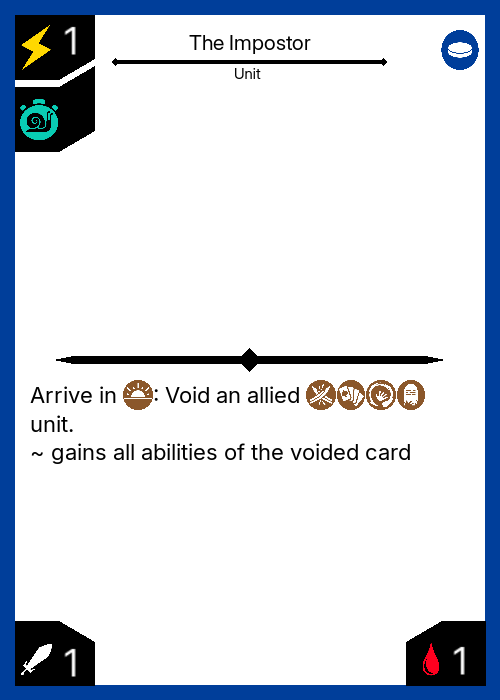 1
The Impostor
Unit
Arrive in : Void an allied
unit.
~ gains all abilities of the voided card
1
1